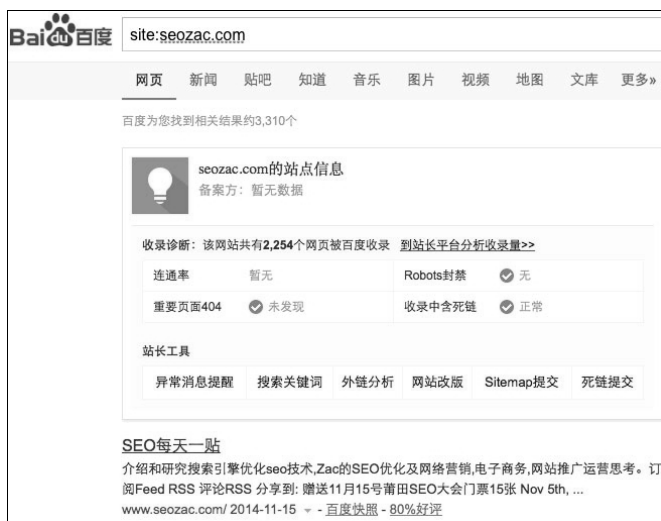 Bai du 百度 site:seozac.com
网页 新闻 贴吧 知道 音乐 图片 视频 地图 文库 更多»
百度为您找到相关结果约3,310个
seozac.com的站点信息
备案方: 暂无数据
收录诊断: 该网站共有2,254个网页被百度收录 到站长平台分析收录量>>
连通率 暂无 Robots封禁 无
重要页面404 未发现 收录中含死链 正常
站长工具
异常消息提醒 搜索关键词 外链分析 网站改版 Sitemap提交 死链提交
SEO每天一贴
介绍和研究搜索引擎优化seo技术,Zac的SEO优化及网络营销,电子商务,网站推广运营思考。订
阅Feed RSS 评论RSS 分享到: 赠送11月15号莆田SEO大会门票15张 Nov 5th, ...
www.seozac.com/ 2014-11-15 - 百度快照 - 80%好评